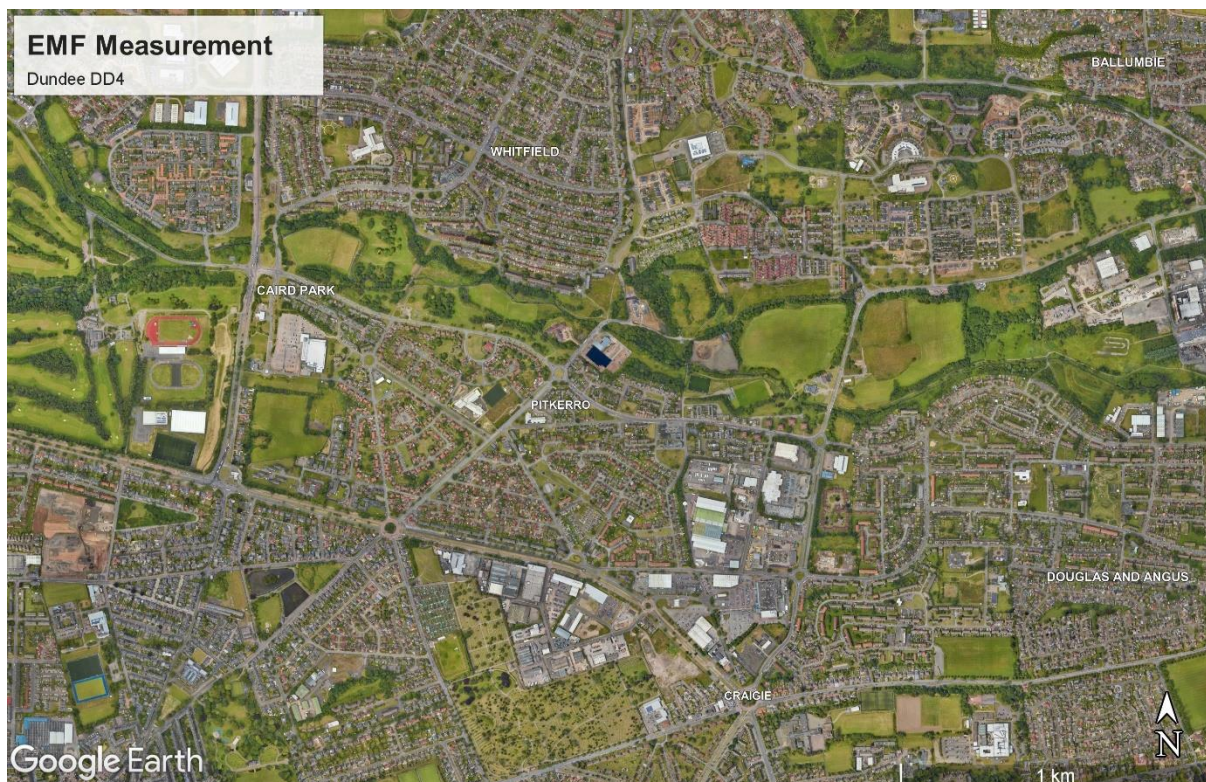 EMF Measurement
Dundee DD4
BALLUMBIE
WHITFIELD
CAIRD PARK
PITKERRO
DOUGLAS AND ANGUS
CRAIGIE
N
Google Earth
1 km